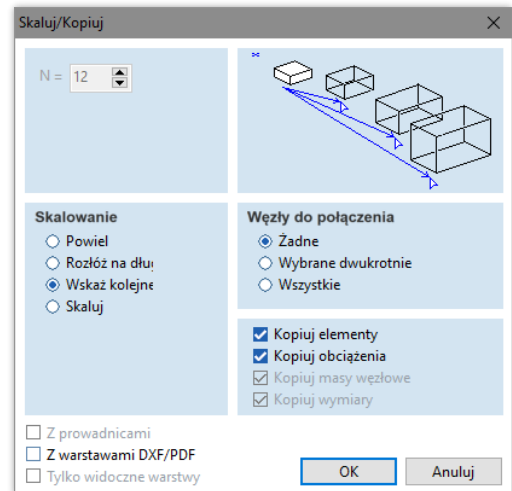 Skaluj/Kopiuj
N = 12
Skalowanie
Powiel
Rozłóż na dłu
Wskaż kolejne
Skaluj
Węzły do połączenia
Żadne
Wybrane dwukrotnie
Wszystkie
Kopiuj elementy
Kopiuj obciążenia
Kopiuj masy węzłowe
Kopiuj wymiary
Z prowadnicami
Z warstawami DXF/PDF
Tylko widoczne warstwy
OK
Anuluj